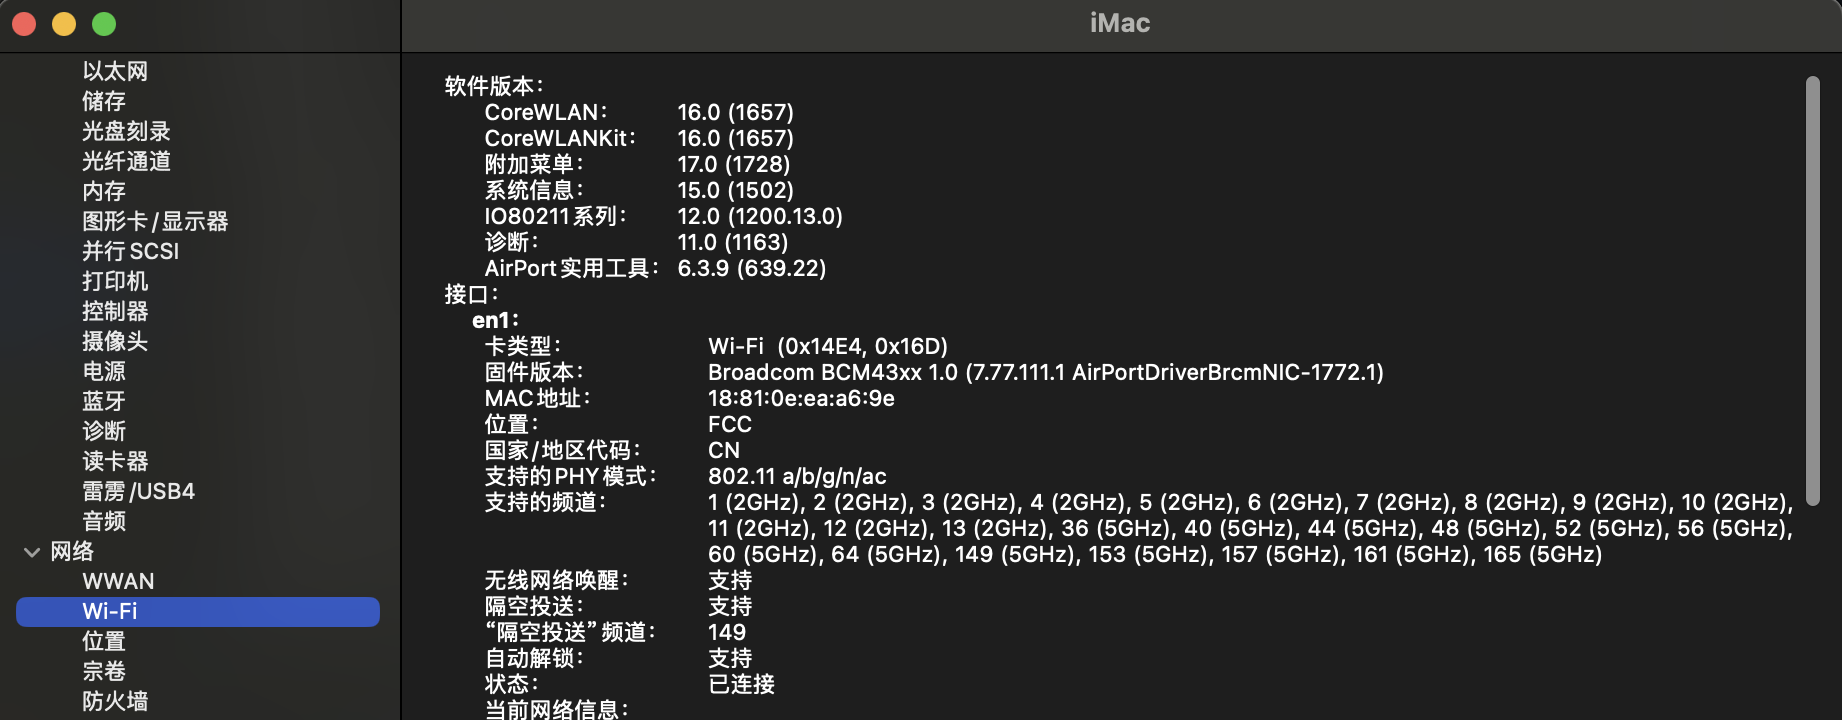 iMac
以太网
储存
光盘刻录
光纤通道
内存
图形卡/显示器
并行SCSI
打印机
控制器
摄像头
电源
蓝牙
诊断
读卡器
雷雳/USB4
音频
网络
WWAN
Wi-Fi
位置
宗卷
防火墙
软件版本：
CoreWLAN： 16.0 (1657)
CoreWLANKit： 16.0 (1657)
附加菜单： 17.0 (1728)
系统信息： 15.0 (1502)
IO80211系列： 12.0 (1200.13.0)
诊断： 11.0 (1163)
AirPort实用工具： 6.3.9 (639.22)
接口：
en1：
卡类型： Wi-Fi (0x14E4, 0x16D)
固件版本： Broadcom BCM43xx 1.0 (7.77.111.1 AirPortDriverBrcmNIC-1772.1)
MAC地址： 18:81:0e:ea:a6:9e
位置： FCC
国家/地区代码： CN
支持的PHY模式： 802.11 a/b/g/n/ac
支持的频道： 1 (2GHz), 2 (2GHz), 3 (2GHz), 4 (2GHz), 5 (2GHz), 6 (2GHz), 7 (2GHz), 8 (2GHz), 9 (2GHz), 10 (2GHz),
11 (2GHz), 12 (2GHz), 13 (2GHz), 36 (5GHz), 40 (5GHz), 44 (5GHz), 48 (5GHz), 52 (5GHz), 56 (5GHz),
60 (5GHz), 64 (5GHz), 149 (5GHz), 153 (5GHz), 157 (5GHz), 161 (5GHz), 165 (5GHz)
无线网络唤醒： 支持
隔空投送： 支持
“隔空投送”频道： 149
自动解锁： 支持
状态： 已连接
当前网络信息：